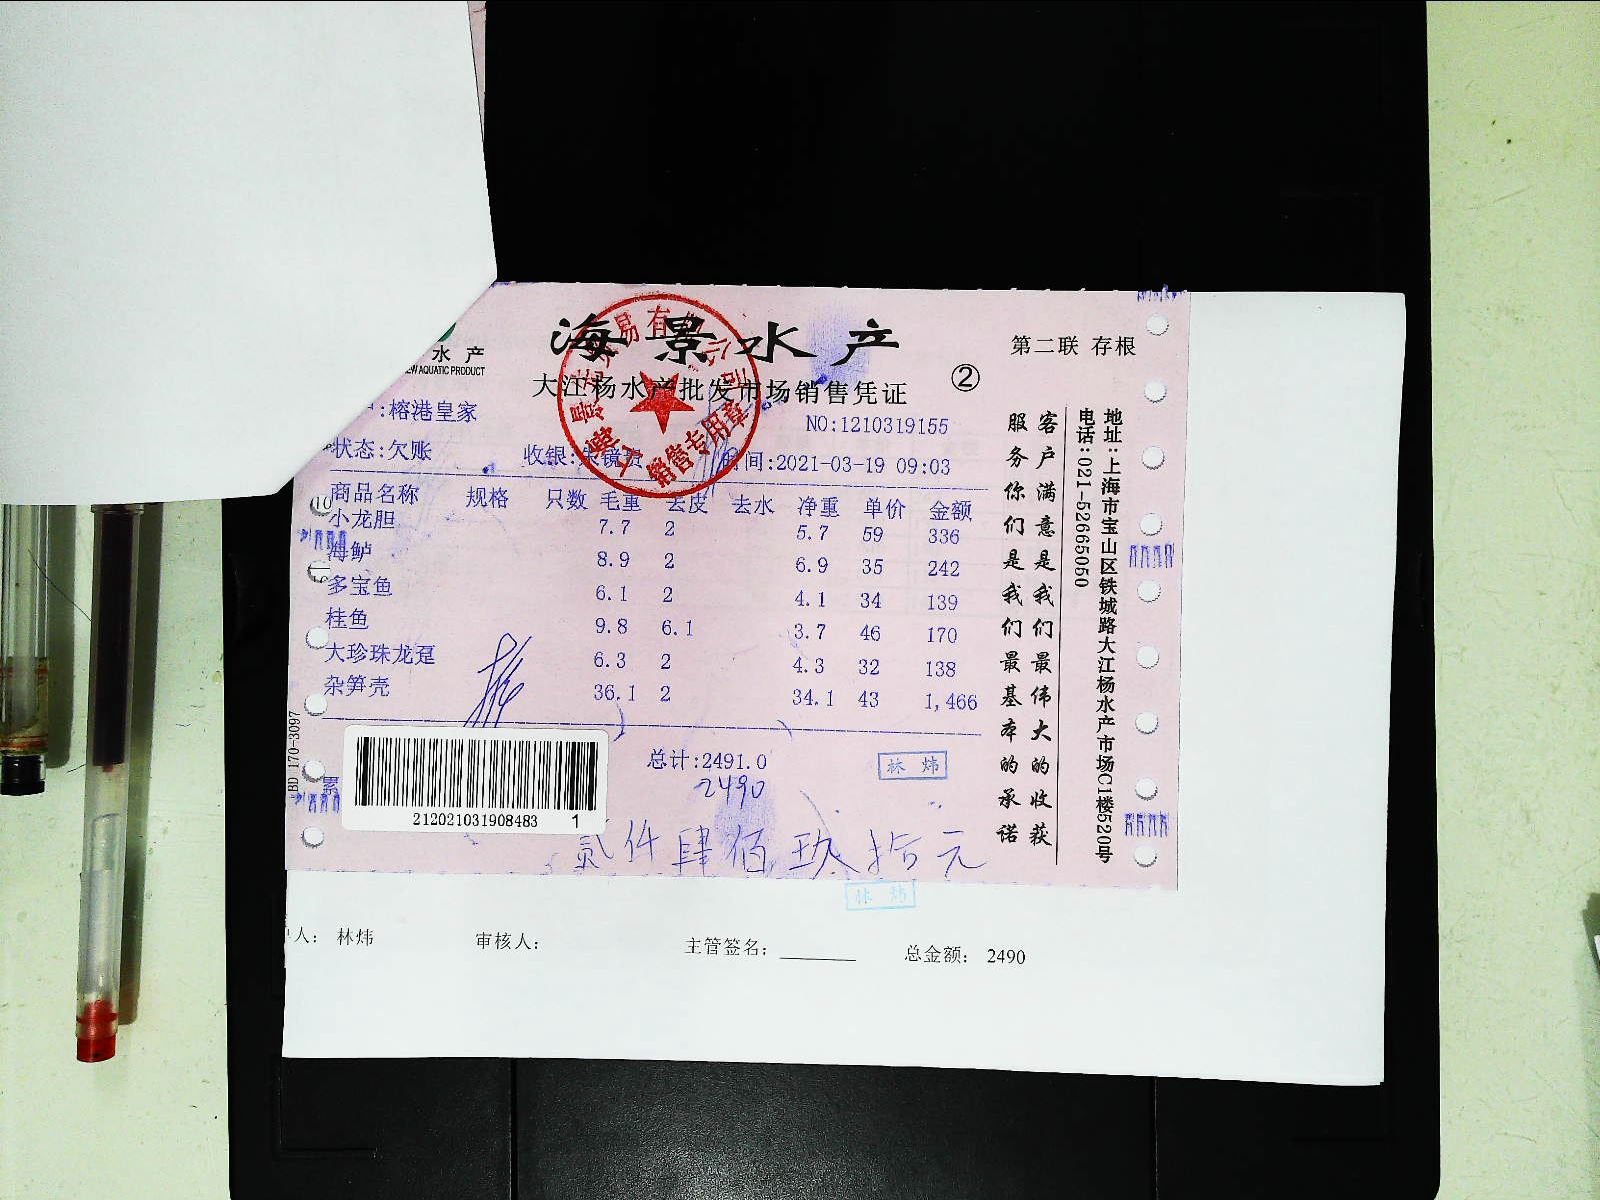 海景水产
第二联 存根
水 产
EW AQUATIC PRODUCT
大江杨水产批发市场销售凭证
②
:榕港皇家
NO:1210319155
状态:欠账
收银:
时间:2021-03-19 09:03
商品名称 规格 只数 毛重 去皮 去水 净重 单价 金额
小龙胆 7.7 2 5.7 59 336
海鲈 8.9 2 6.9 35 242
多宝鱼 6.1 2 4.1 34 139
桂鱼 9.8 6.1 3.7 46 170
大珍珠龙趸 6.3 2 4.3 32 138
杂笋壳 36.1 2 34.1 43 1,466
总计:2491.0
2490
林 炜
贰仟肆佰玖拾元
212021031908483 1
BD 170-3097
销售专用章
客户满意是我们最伟大的收获
服务你们是我们最基本的承诺
地址:上海市宝山区铁城路大江杨水产市场C1楼520号
电话:021-52665050
林 炜
人: 林炜 审核人: 主管签名: 总金额: 2490